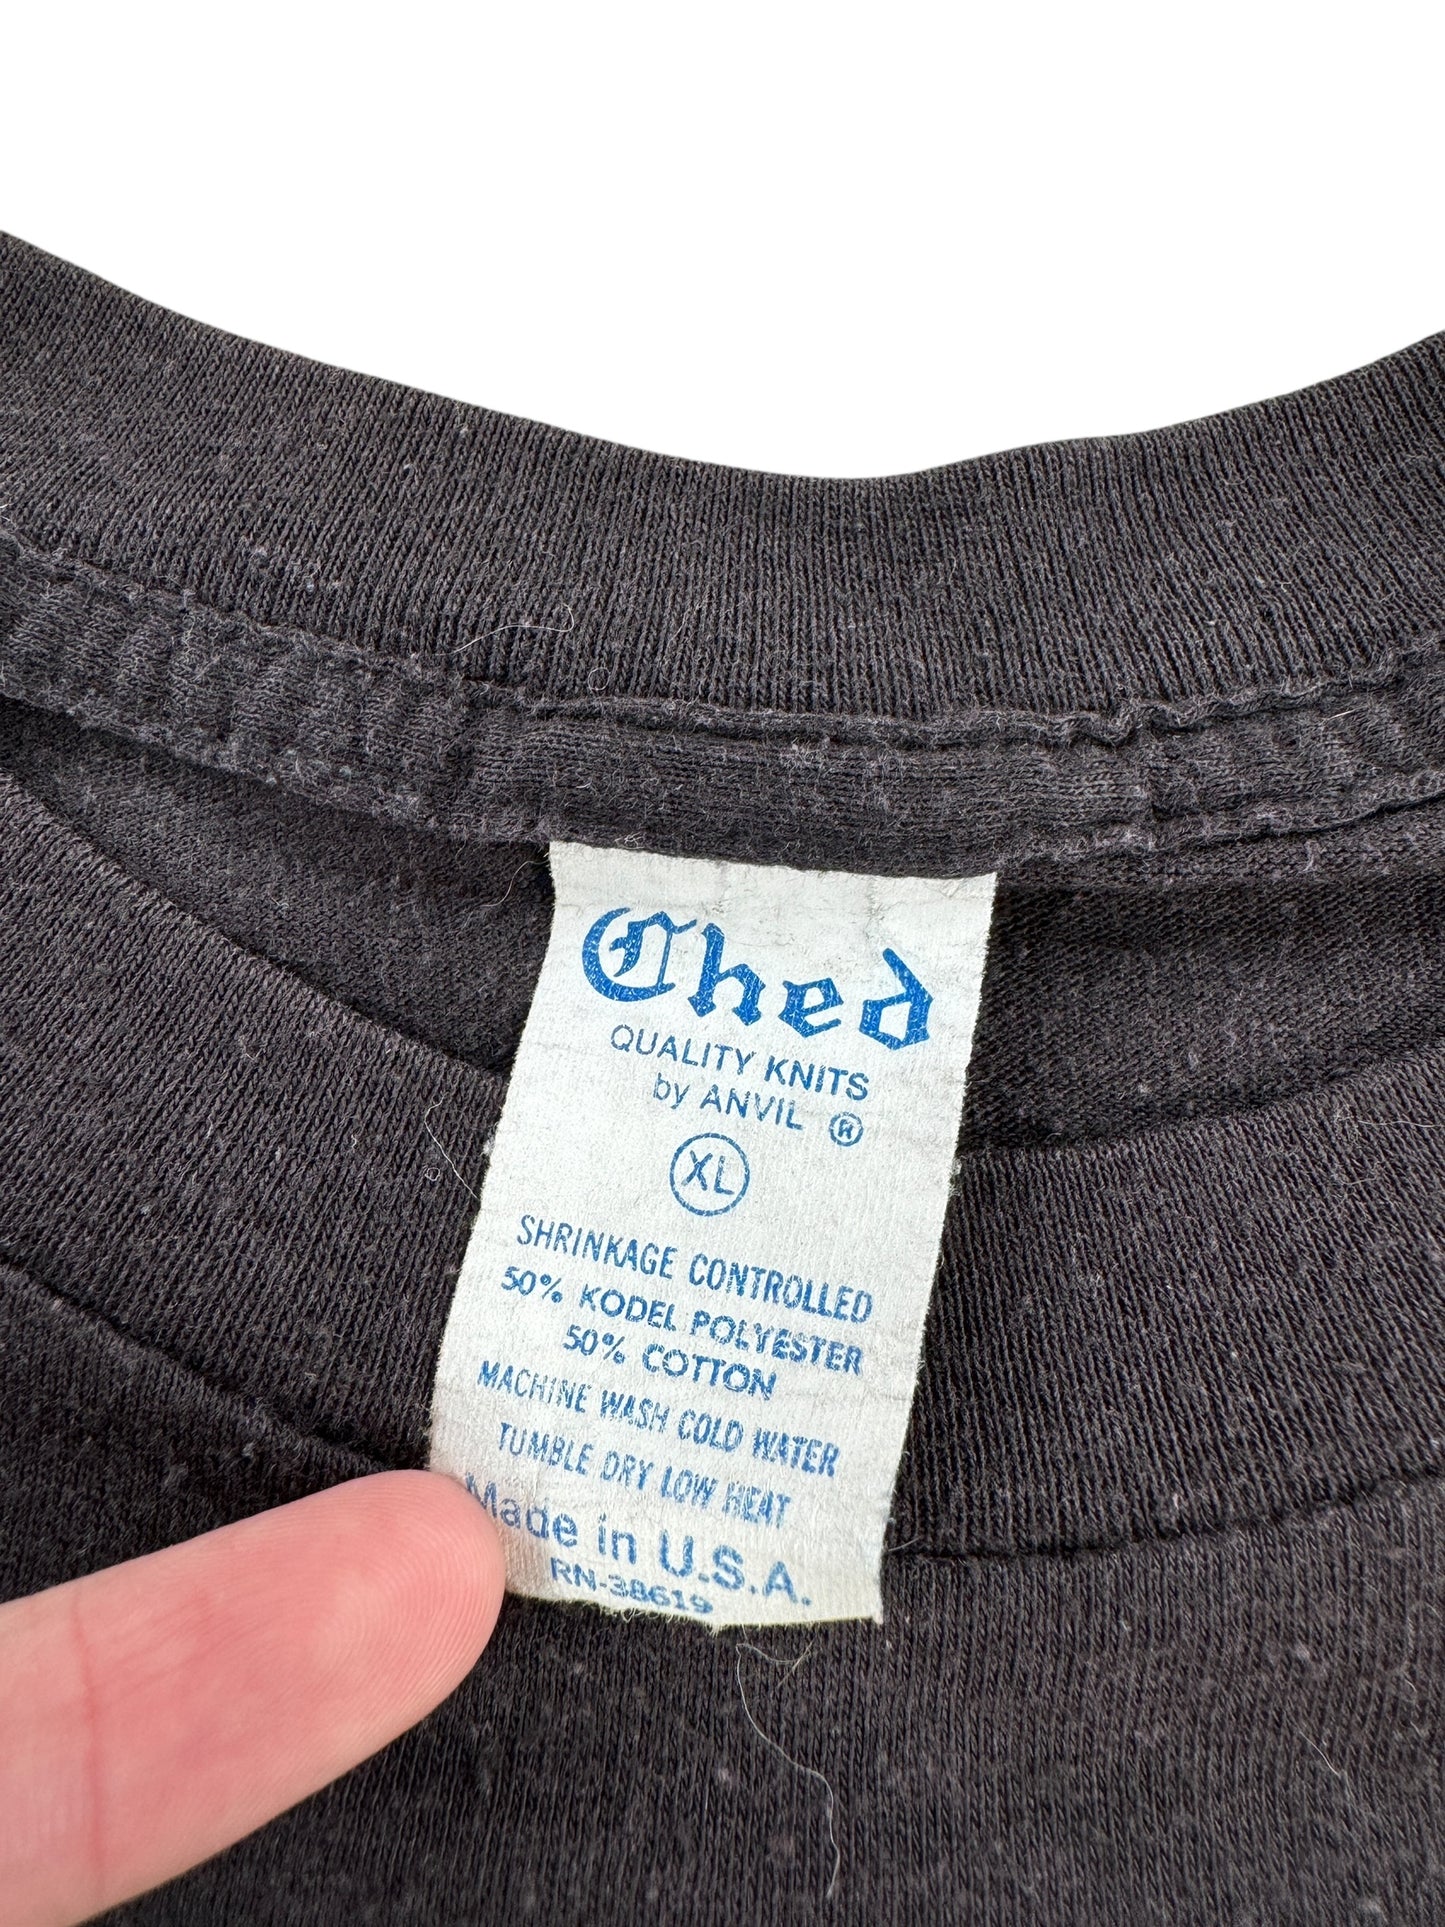 Ched
QUALITY KNITS
by ANVIL ®
XL
SHRINKAGE CONTROLLED
50% KODEL POLYESTER
50% COTTON
MACHINE WASH COLD WATER
TUMBLE DRY LOW HEAT
Made in U.S.A.
RN-38619